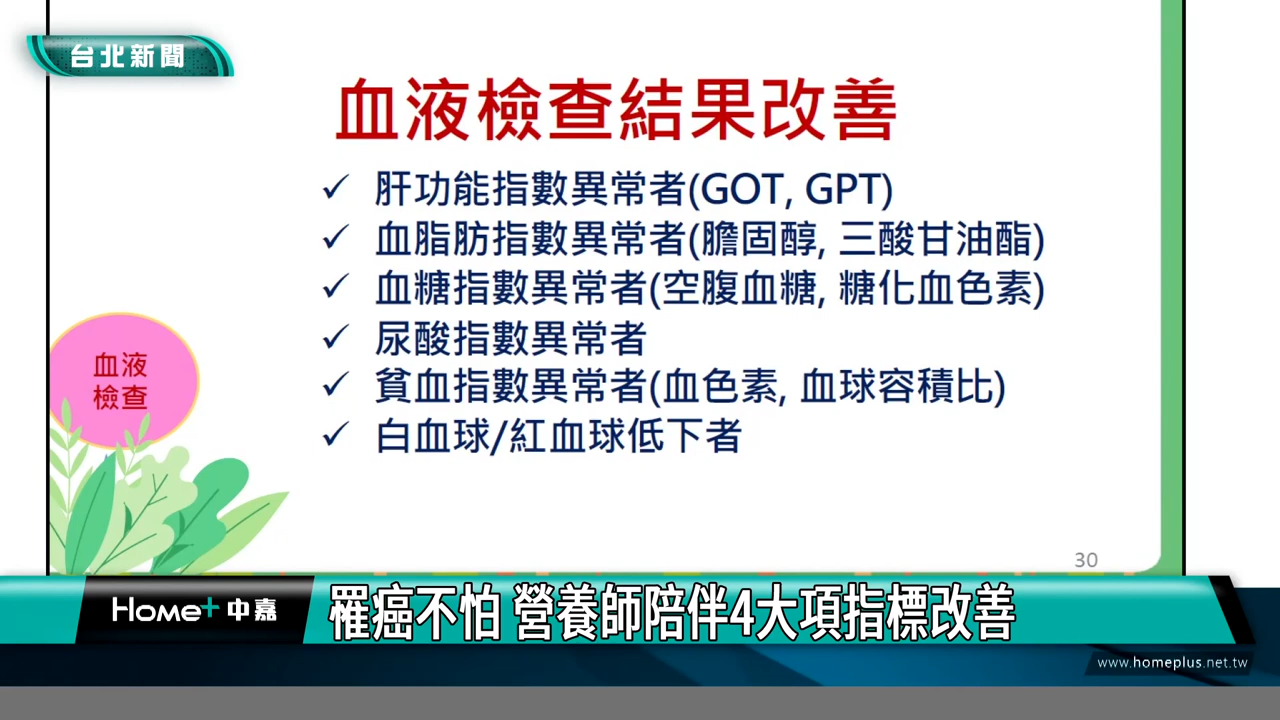 台北新聞
血液檢查結果改善
✓ 肝功能指數異常者(GOT, GPT)
✓ 血脂肪指數異常者(膽固醇, 三酸甘油酯)
✓ 血糖指數異常者(空腹血糖, 糖化血色素)
✓ 尿酸指數異常者
✓ 貧血指數異常者(血色素, 血球容積比)
✓ 白血球/紅血球低下者
血液
檢查
30
Home+中嘉
罹癌不怕 營養師陪伴4大項指標改善
www.homeplus.net.tw